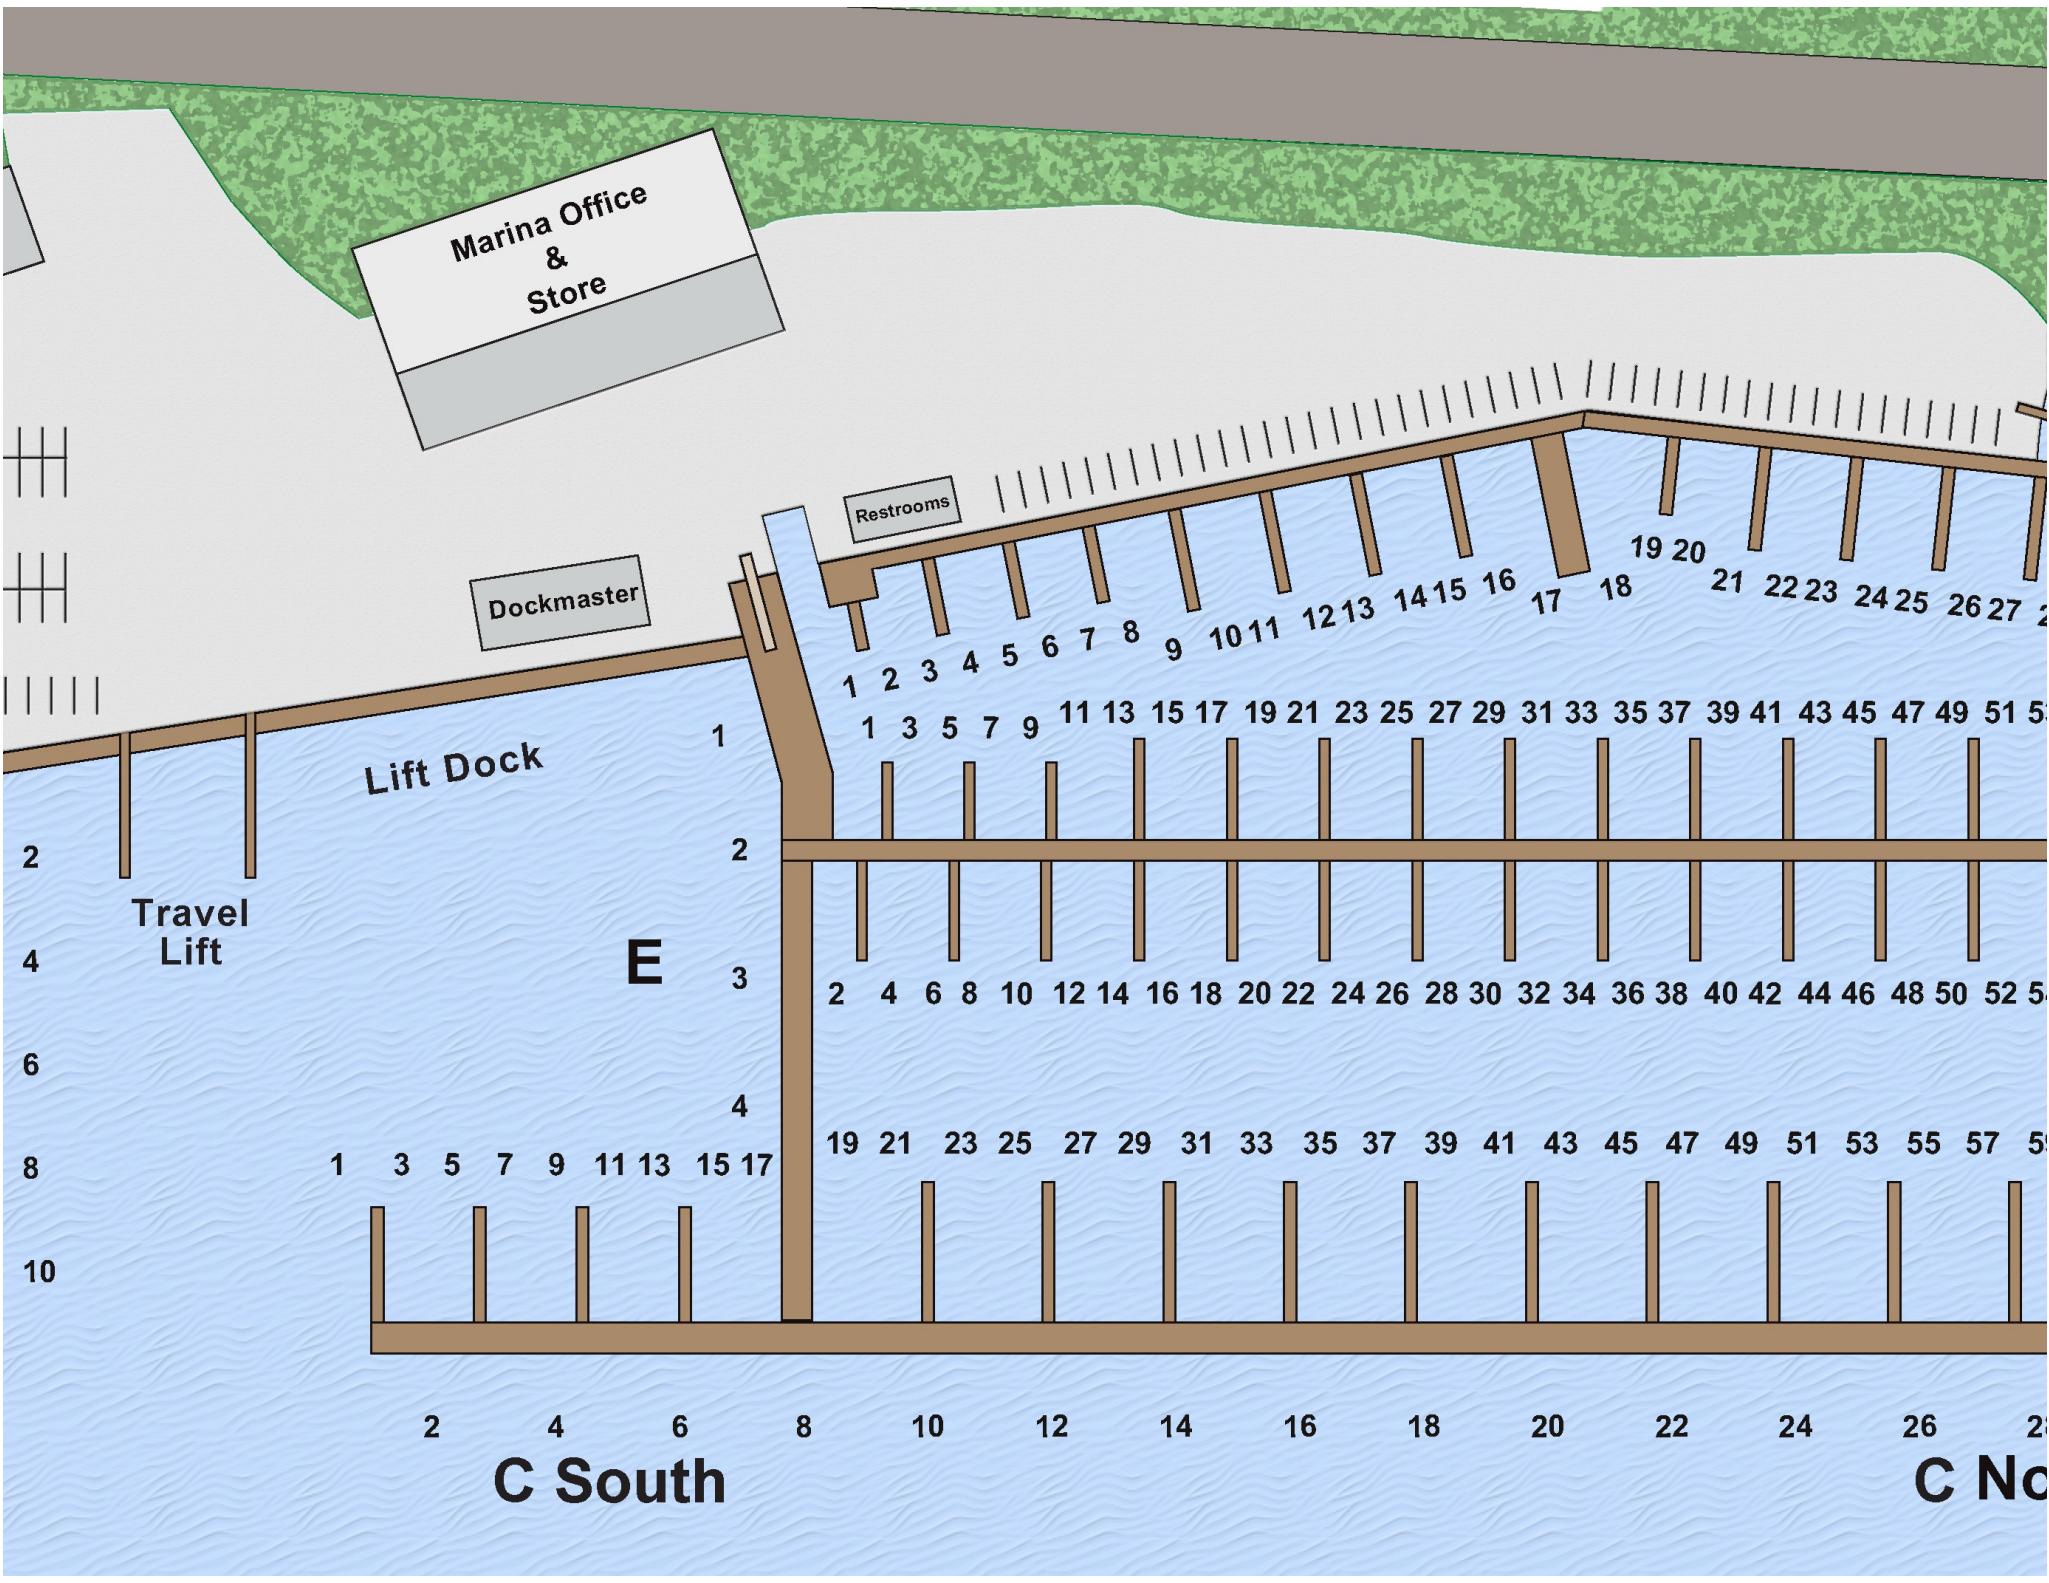 Marina Office
&
Store
Restrooms
Dockmaster
19 20
21 22 23 24 25 26 27
1 2 3 4 5 6 7 8 9 10 11 12 13 14 15 16 17 18
Lift Dock
1
1 3 5 7 9 11 13 15 17 19 21 23 25 27 29 31 33 35 37 39 41 43 45 47 49 51
2
2
Travel
Lift
4
E
3
2 4 6 8 10 12 14 16 18 20 22 24 26 28 30 32 34 36 38 40 42 44 46 48 50 52
6
4
19 21 23 25 27 29 31 33 35 37 39 41 43 45 47 49 51 53 55 57
8
1 3 5 7 9 11 13 15 17
10
2 4 6 8 10 12 14 16 18 20 22 24 26
C South
C No